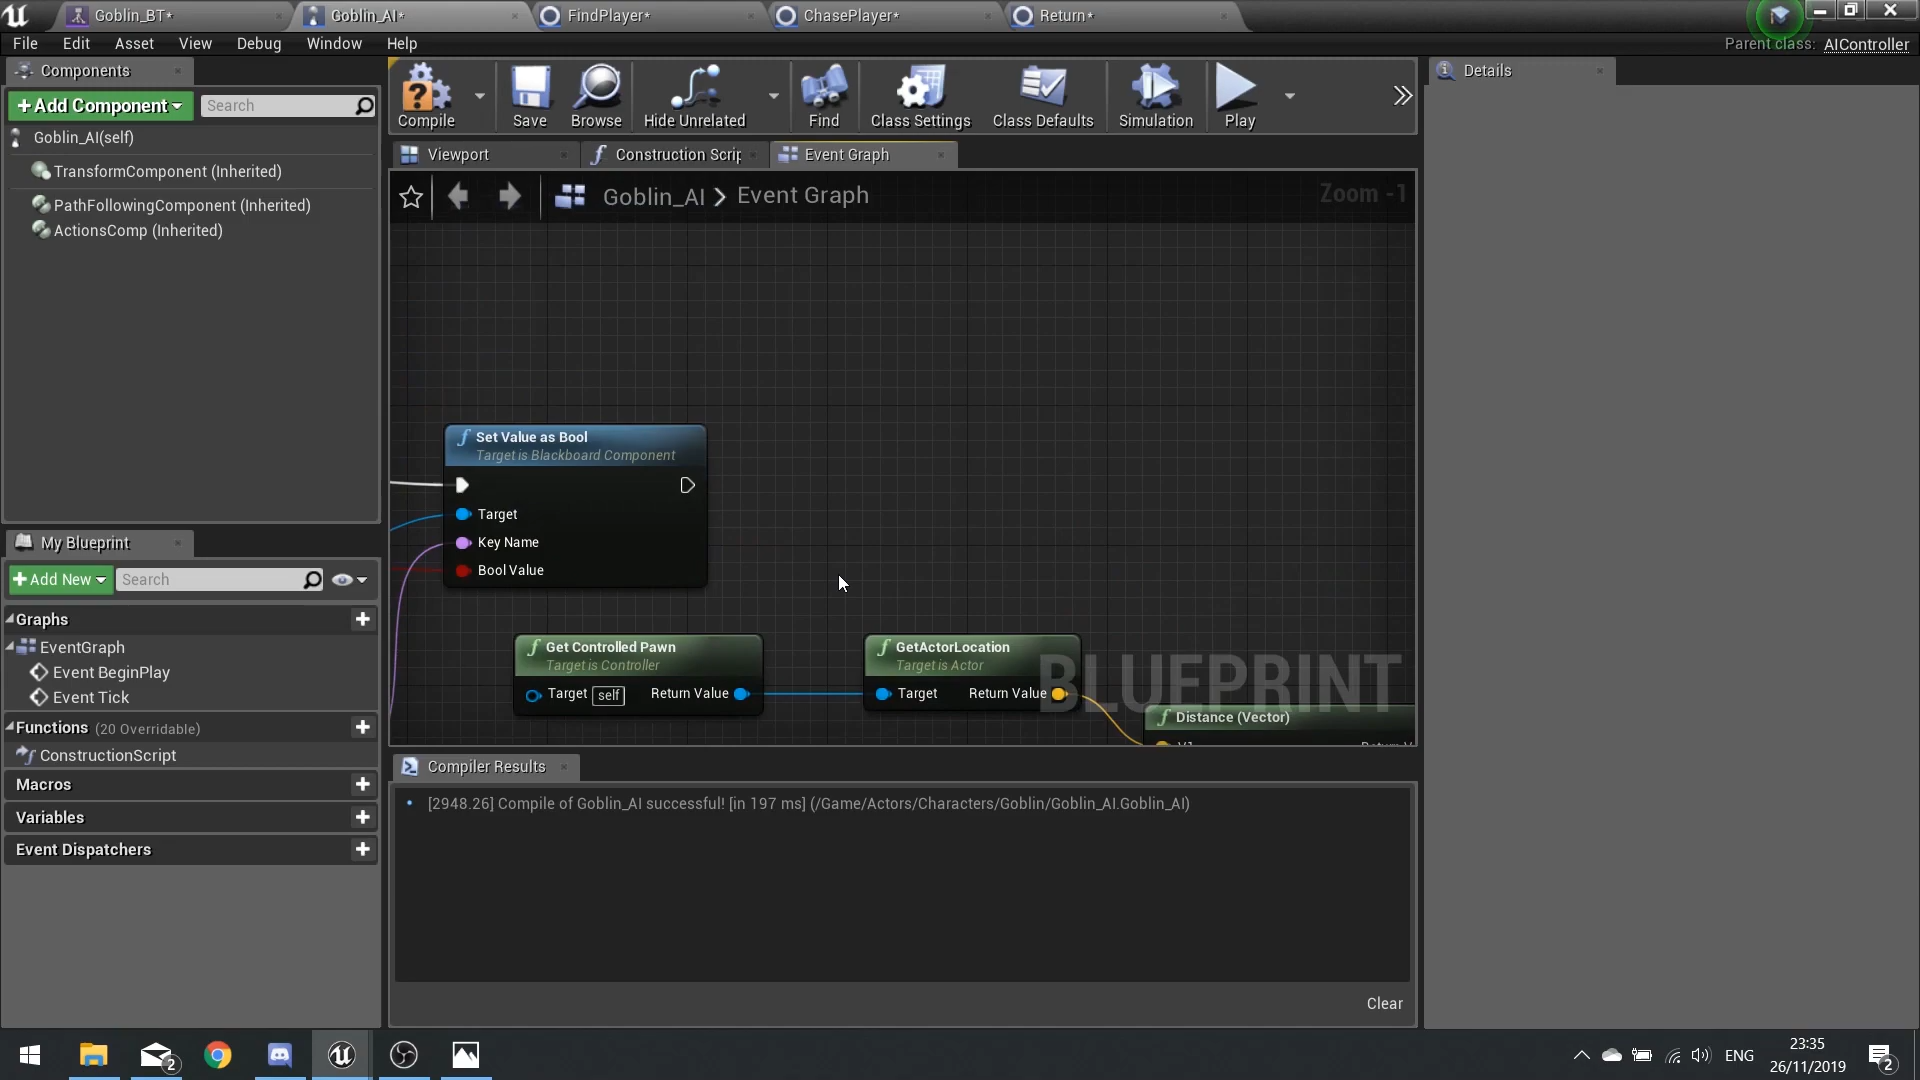 Goblin_BT*
Goblin_AI*
FindPlayer*
ChasePlayer*
Return*
File Edit Asset View Debug Window Help
Parent class: AIController
Components
Details
+Add Component
Search
Compile
Save
Browse
Hide Unrelated
Find
Class Settings
Class Defaults
Simulation
Play
Goblin_AI(self)
TransformComponent (Inherited)
PathFollowingComponent (Inherited)
ActionsComp (Inherited)
Viewport
Construction Scrip
Event Graph
Goblin_AI > Event Graph
Zoom -1
f Set Value as Bool
Target is Blackboard Component
Target
Key Name
Bool Value
f Get Controlled Pawn
Target is Controller
Target self Return Value
f GetActorLocation
Target is Actor
Target Return Value
BLUEPRINT
f Distance (Vector)
My Blueprint
+Add New
Search
Graphs
EventGraph
Event BeginPlay
Event Tick
Functions (20 Overridable)
f ConstructionScript
Macros
Variables
Event Dispatchers
Compiler Results
[2948.26] Compile of Goblin_AI successful! [in 197 ms] (/Game/Actors/Characters/Goblin/Goblin_AI.Goblin_AI)
Clear
2
ENG
23:35
26/11/2019
2